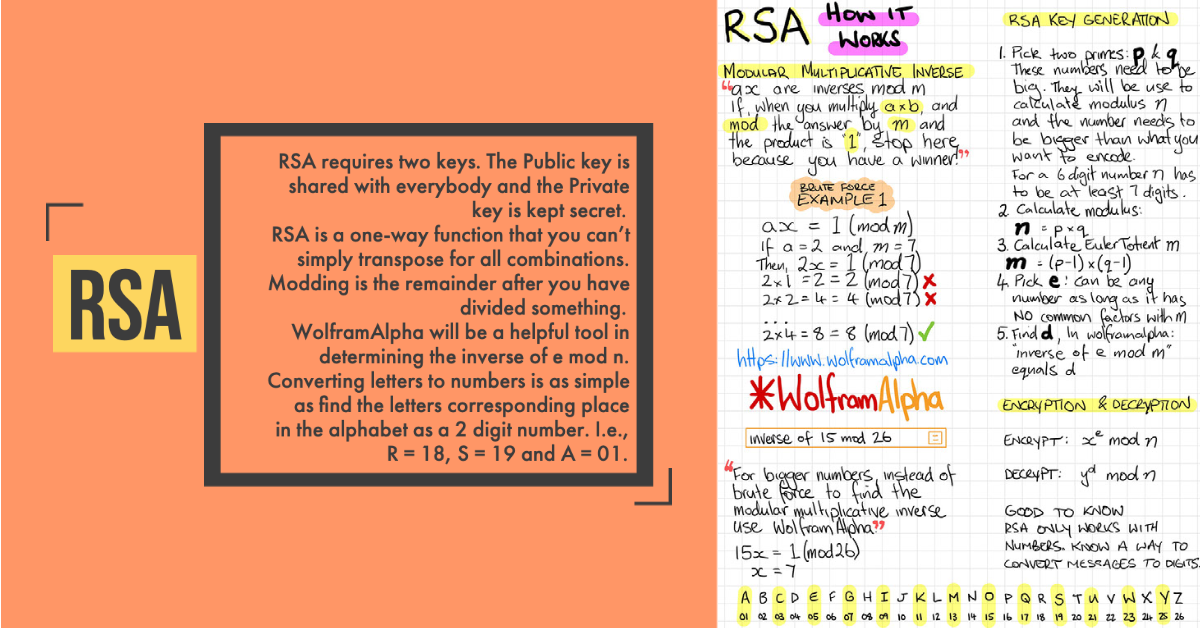 RSA
RSA requires two keys. The Public key is
shared with everybody and the Private
key is kept secret.
RSA is a one-way function that you can't
simply transpose for all combinations.
Modding is the remainder after you have
divided something.
WolframAlpha will be a helpful tool in
determining the inverse of e mod n.
Converting letters to numbers is as simple
as find the letters corresponding place
in the alphabet as a 2 digit number. I.e.,
R = 18, S = 19 and A = 01.
RSA HOW IT
WORKS
MODULAR MULTIPLICATIVE INVERSE
"ax are inverses mod m
if, when you multiply a×b, and
mod the answer by m and
the product is "1", stop here,
because you have a winner!"
BRUTE FORCE
EXAMPLE 1
ax = 1 (mod m)
if a = 2 and m = 7
Then, 2x = 1 (mod 7)
2×1 = 2 = 2 (mod 7) ✗
2×2 = 4 = 4 (mod 7) ✗
...
2×4 = 8 = 8 (mod 7) ✓
https://www.wolframalpha.com
WolframAlpha
inverse of 15 mod 26
"For bigger numbers, instead of
brute force to find the
modular multiplicative inverse
use WolframAlpha"
15x = 1 (mod 26)
x = 7
RSA KEY GENERATION
1. Pick two primes: p & q
These numbers need to be
big. They will be use to
calculate modulus n
and the number needs to
be bigger than what you
want to encode.
For a 6 digit number n has
to be at least 7 digits.
2. Calculate modulus:
n = p×q
3. Calculate Euler Totient m
m = (p-1)×(q-1)
4. Pick e: can be any
number as long as it has
NO common factors with m
5. Find d, In wolframalpha:
"inverse of e mod m"
equals d
ENCRYPTION & DECRYPTION
ENCRYPT: xᵉ mod n
DECRYPT: yᵈ mod n
GOOD TO KNOW
RSA ONLY WORKS WITH
NUMBERS. KNOW A WAY TO
CONVERT MESSAGES TO DIGITS.
A B C D E F G H I J K L M N O P Q R S T U V W X Y Z
01 02 03 04 05 06 07 08 09 10 11 12 13 14 15 16 17 18 19 20 21 22 23 24 25 26